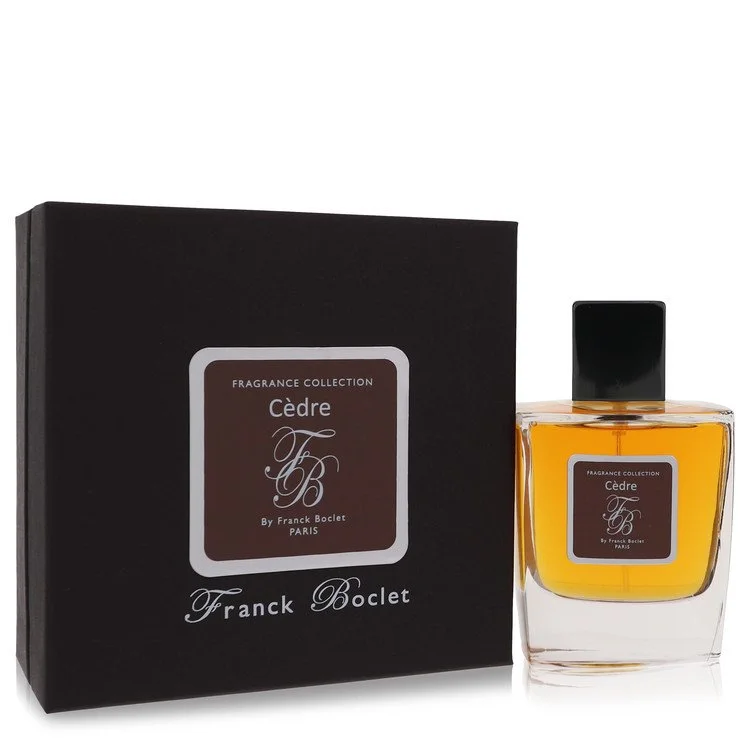 FRAGRANCE COLLECTION
Cèdre
FB
By Franck Boclet
PARIS
Franck Boclet
FRAGRANCE COLLECTION
Cèdre
FB
By Franck Boclet
PARIS